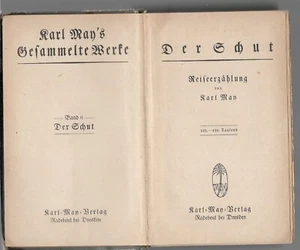 Karl May's
Gesammelte Werke
Band 6
Der Schut
Karl-May-Verlag
Radebeul bei Dresden
Der Schut
Reiseerzählung
von
Karl May
Tausend
Karl-May-Verlag
Radebeul bei Dresden